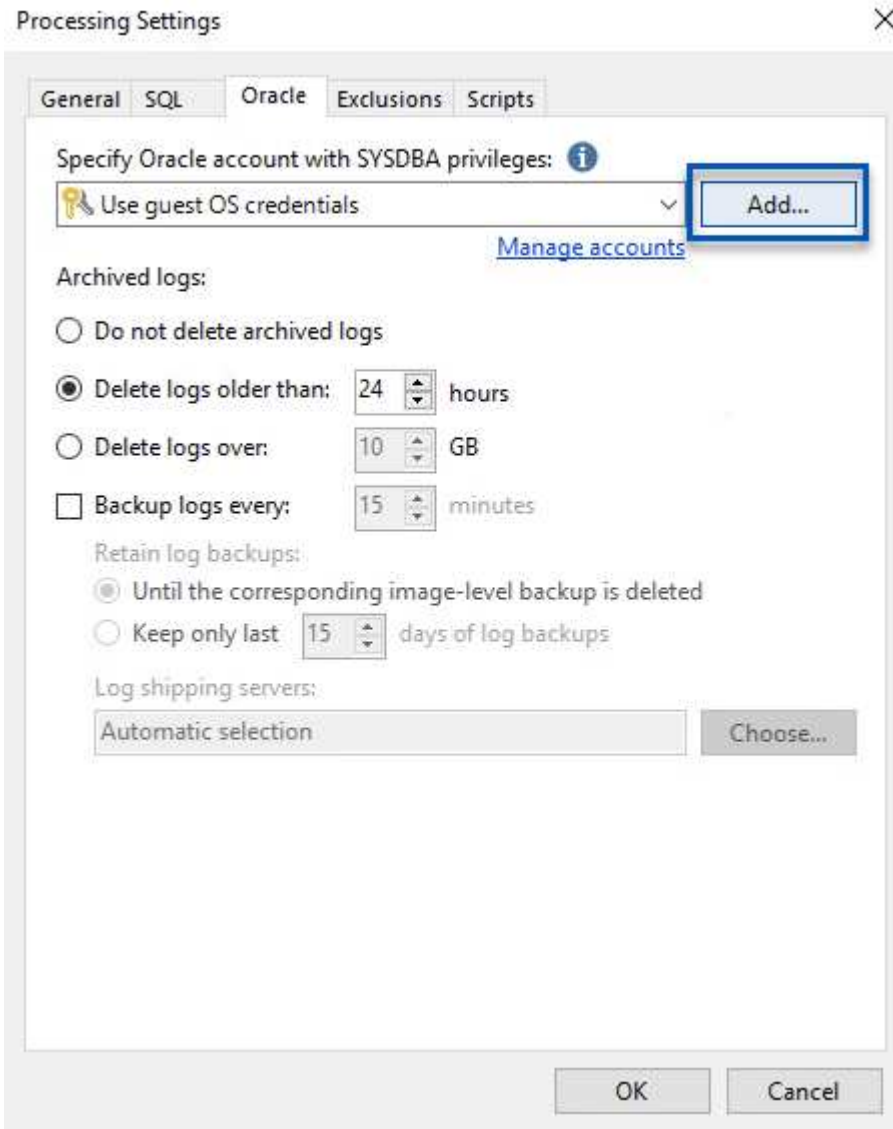 Processing Settings
General SQL Oracle Exclusions Scripts
Specify Oracle account with SYSDBA privileges:
Use guest OS credentials Add...
Manage accounts
Archived logs:
Do not delete archived logs
Delete logs older than: 24 hours
Delete logs over: 10 GB
Backup logs every: 15 minutes
Retain log backups:
Until the corresponding image-level backup is deleted
Keep only last 15 days of log backups
Log shipping servers:
Automatic selection Choose...
OK Cancel